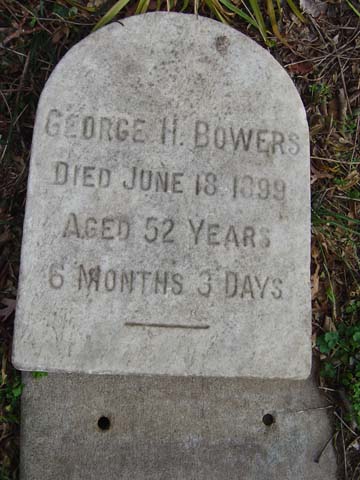 GEORGE H. BOWERS
DIED JUNE 18 1899
AGED 52 YEARS
6 MONTHS 3 DAYS